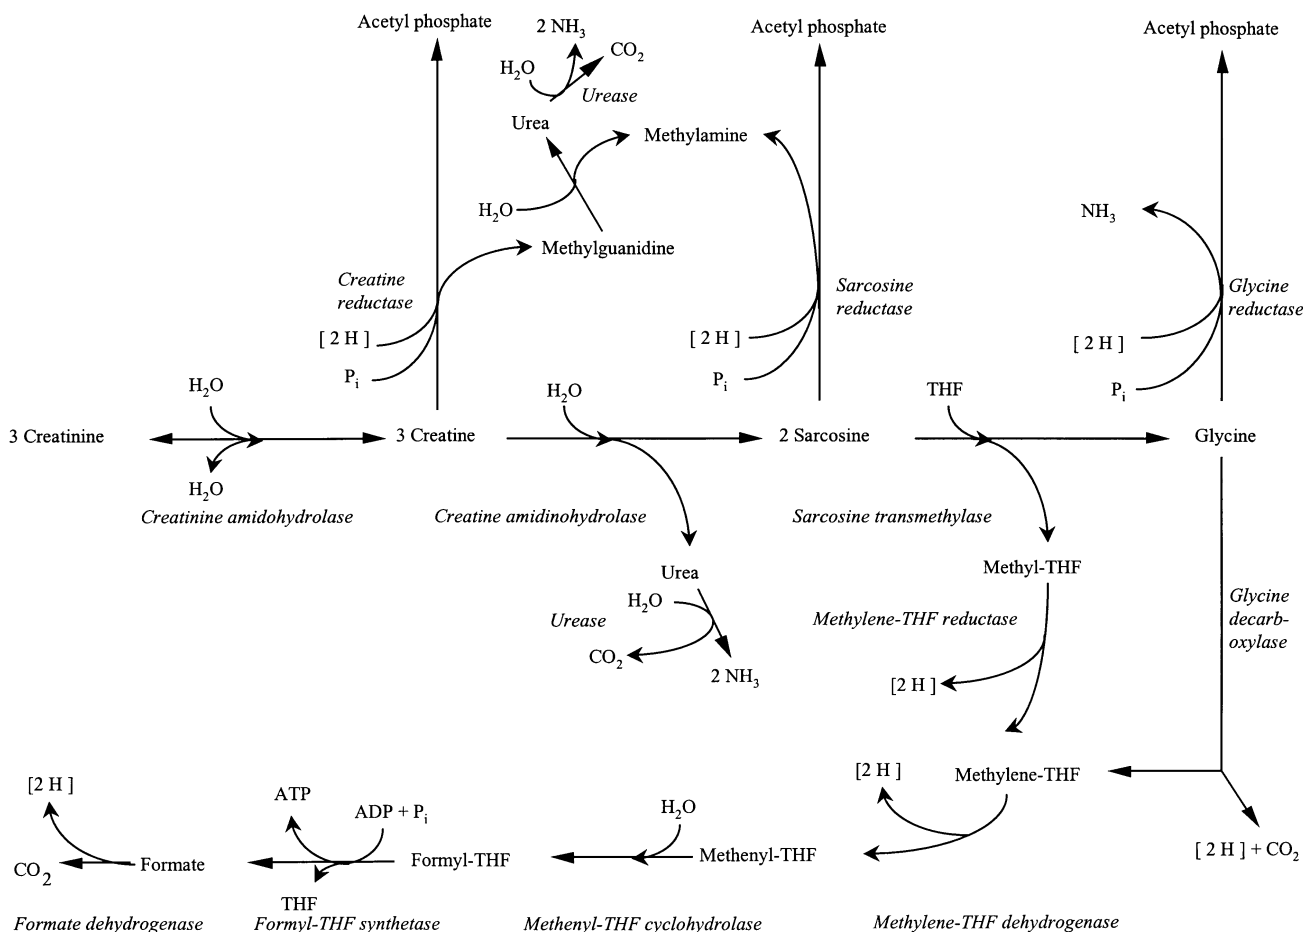 Acetyl phosphate
2 NH₃
CO₂
H₂O
Urease
Urea
Methylamine
H₂O
Methylguanidine
Creatine
reductase
[ 2 H ]
Pᵢ
Acetyl phosphate
Sarcosine
reductase
[ 2 H ]
Pᵢ
Acetyl phosphate
NH₃
Glycine
reductase
[ 2 H ]
Pᵢ
H₂O
H₂O
THF
3 Creatinine
3 Creatine
2 Sarcosine
Glycine
H₂O
Creatinine amidohydrolase
Creatine amidinohydrolase
Sarcosine transmethylase
Urea
H₂O
Urease
CO₂
2 NH₃
Methyl-THF
Methylene-THF reductase
[2 H ]
Glycine
decarb-
oxylase
[2 H ]
ATP
ADP + Pᵢ
H₂O
[2 H ]
Methylene-THF
CO₂
Formate
Formyl-THF
Methenyl-THF
[ 2 H ] + CO₂
THF
Formate dehydrogenase
Formyl-THF synthetase
Methenyl-THF cyclohydrolase
Methylene-THF dehydrogenase